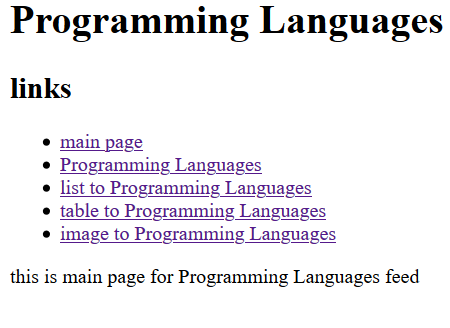 Programming Languages
links
main page
Programming Languages
list to Programming Languages
table to Programming Languages
image to Programming Languages
this is main page for Programming Languages feed